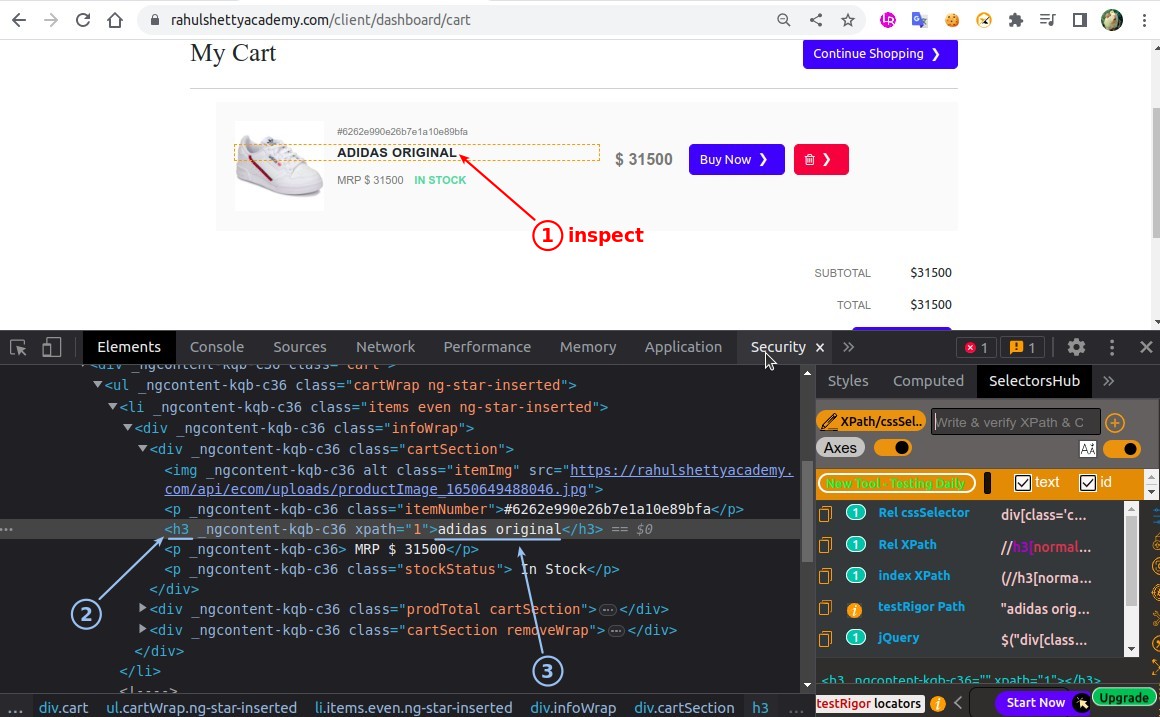 rahulshettyacademy.com/client/dashboard/cart
My Cart
Continue Shopping ❯
#6262e990e26b7e1a10e89bfa
ADIDAS ORIGINAL
$ 31500
Buy Now ❯
❯
MRP $ 31500 IN STOCK
1 inspect
SUBTOTAL $31500
TOTAL $31500
Elements Console Sources Network Performance Memory Application Security × » 1 1
<div _ngcontent-kqb-c36 class="cart">
▼<ul _ngcontent-kqb-c36 class="cartWrap ng-star-inserted">
▼<li _ngcontent-kqb-c36 class="items even ng-star-inserted">
▼<div _ngcontent-kqb-c36 class="infoWrap">
▼<div _ngcontent-kqb-c36 class="cartSection">
<img _ngcontent-kqb-c36 alt class="itemImg" src="https://rahulshettyacademy.
com/api/ecom/uploads/productImage_1650649488046.jpg">
<p _ngcontent-kqb-c36 class="itemNumber">#6262e990e26b7e1a10e89bfa</p>
<h3 _ngcontent-kqb-c36 xpath="1">adidas original</h3> == $0
<p _ngcontent-kqb-c36> MRP $ 31500</p>
<p _ngcontent-kqb-c36 class="stockStatus"> In Stock</p>
</div>
▶<div _ngcontent-kqb-c36 class="prodTotal cartSection">…</div>
▶<div _ngcontent-kqb-c36 class="cartSection removeWrap">…</div>
</div>
</li>
<!---->
2
3
… div.cart ul.cartWrap.ng-star-inserted li.items.even.ng-star-inserted div.infoWrap div.cartSection h3 …
Styles Computed SelectorsHub »
XPath/cssSel.. Write & verify XPath & C
Axes
New Tool - Testing Daily text id
1 Rel cssSelector div[class='c...
1 Rel XPath //h3[normal...
1 index XPath (//h3[norma...
testRigor Path "adidas orig...
1 jQuery $("div[class...
<h3 _ngcontent-kqb-c36="" xpath="1"></h3>
testRigor locators Start Now Upgrade